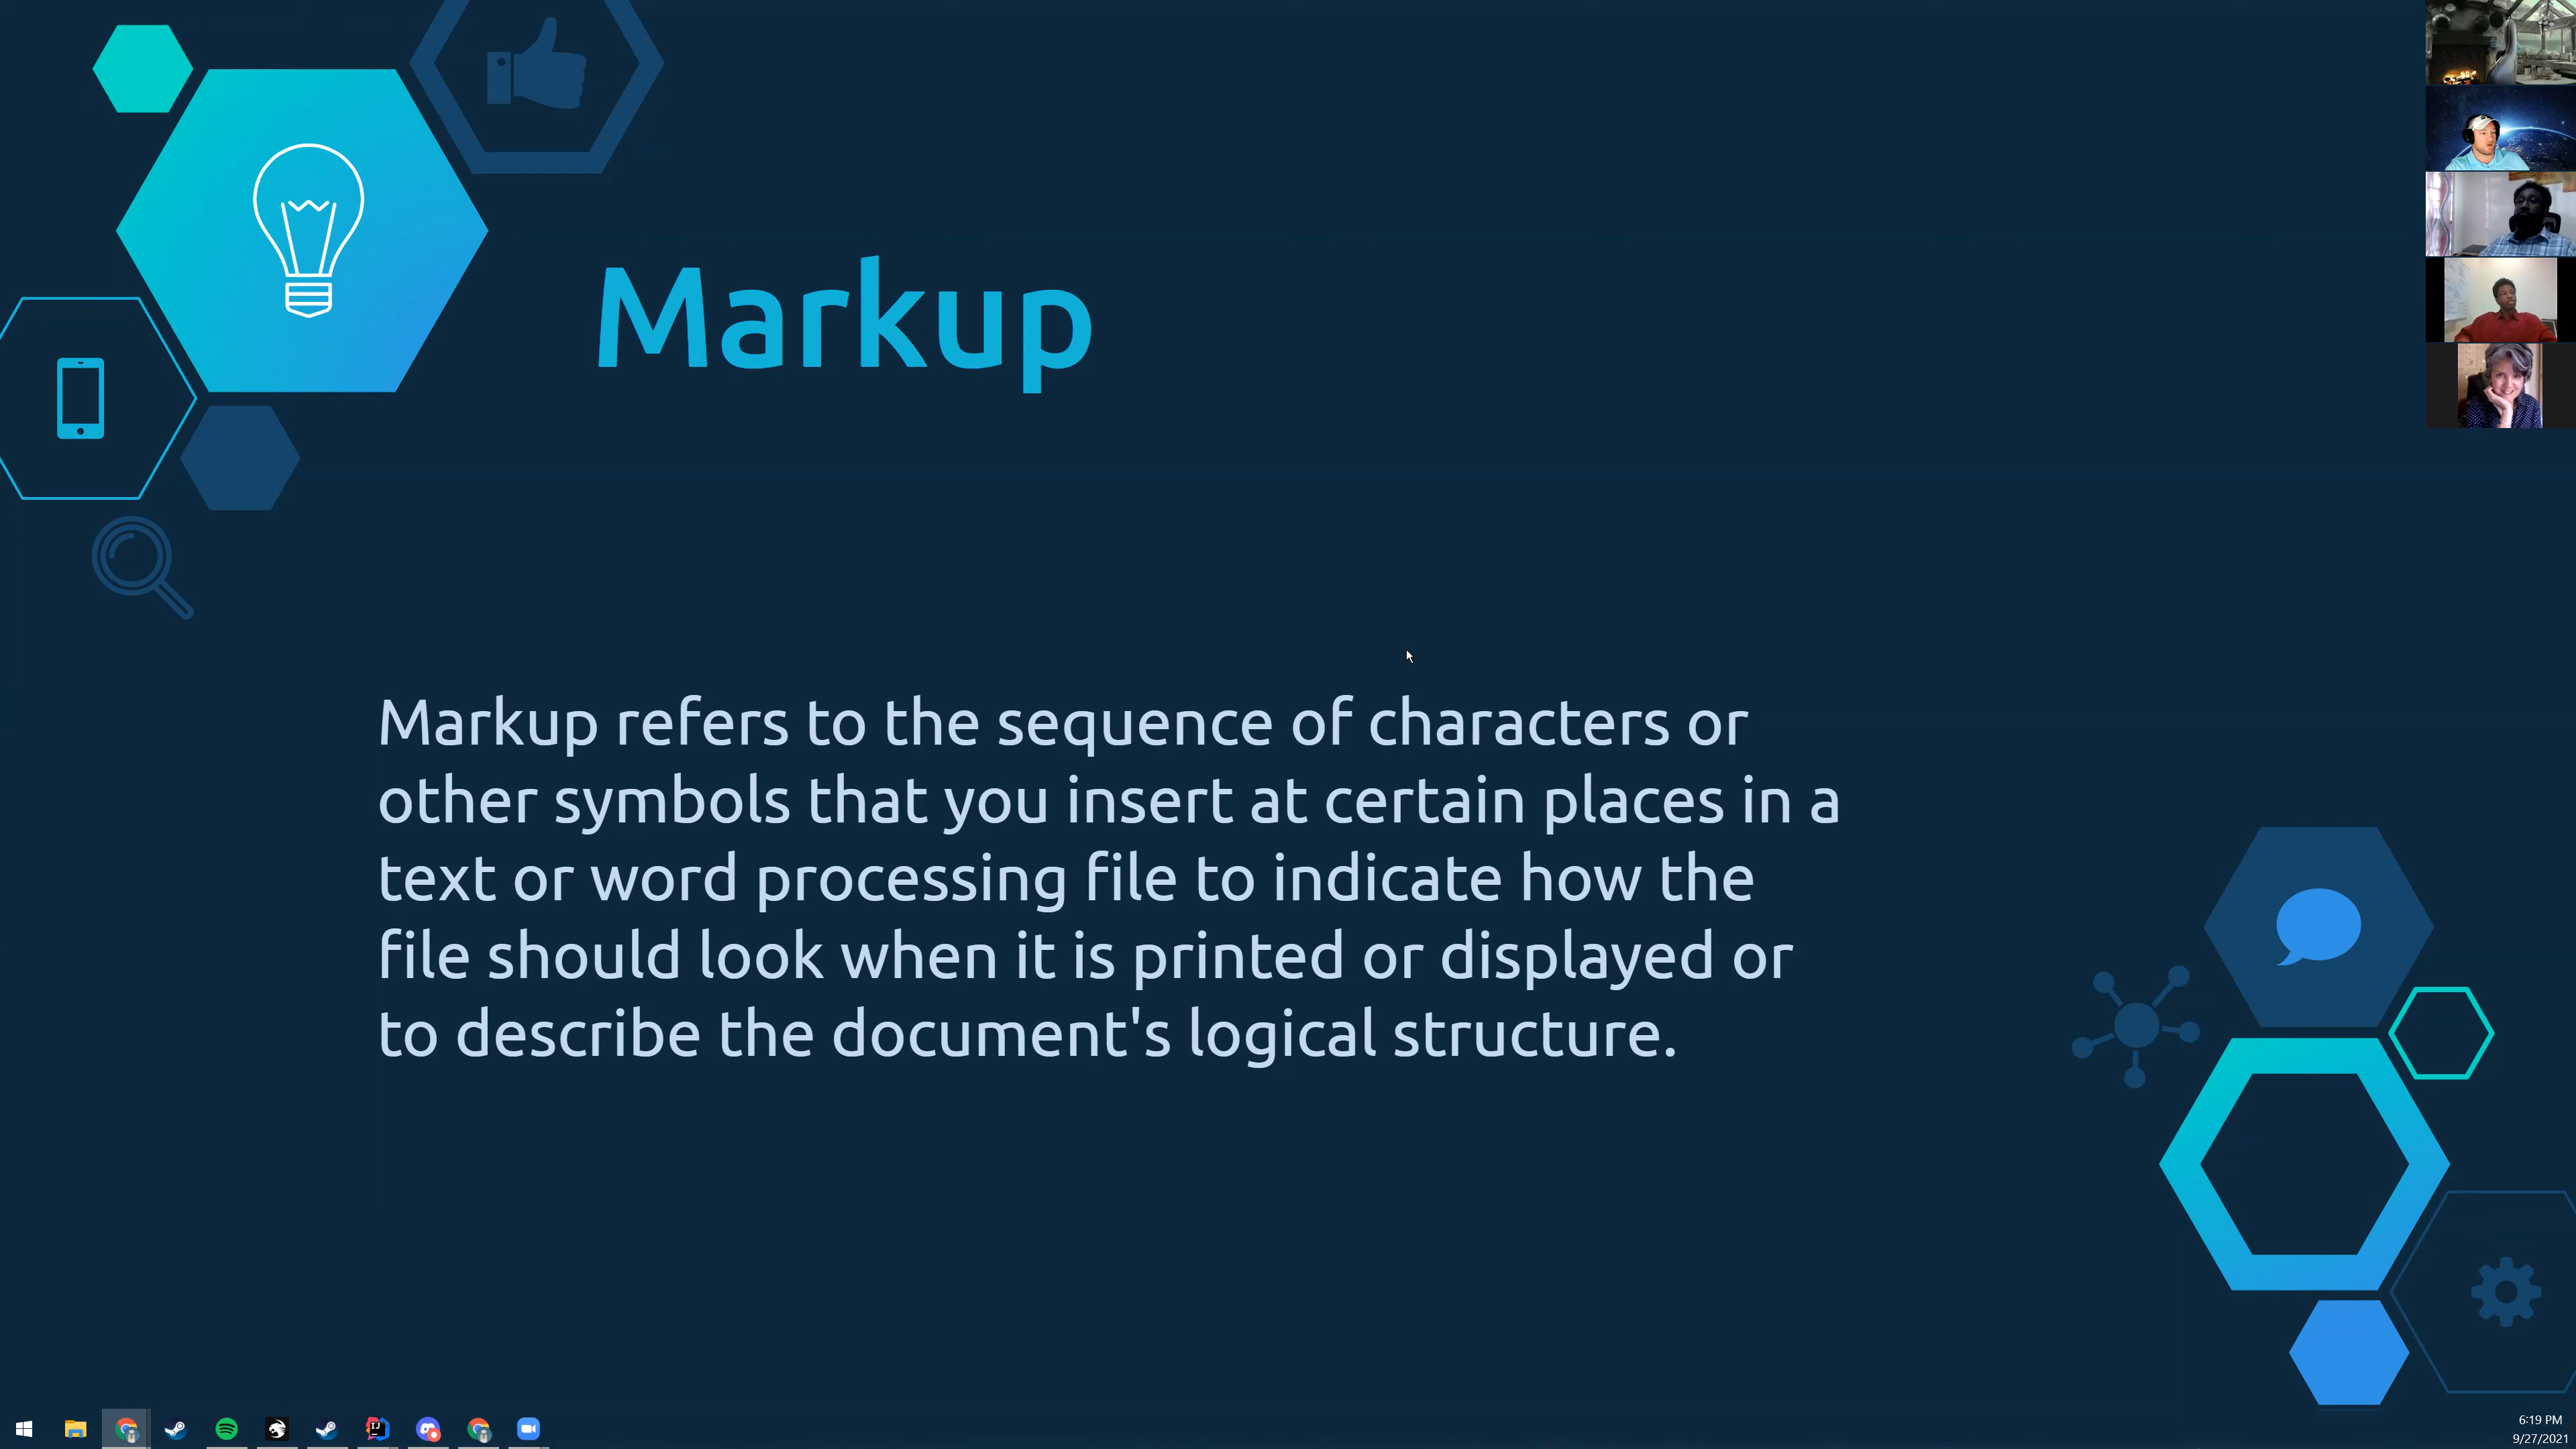 Markup
Markup refers to the sequence of characters or
other symbols that you insert at certain places in a
text or word processing file to indicate how the
file should look when it is printed or displayed or
to describe the document's logical structure.
6:19 PM
9/27/2021